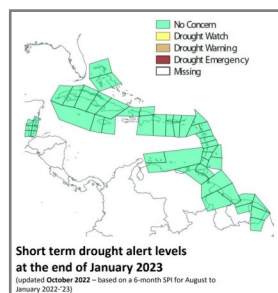 No Concern
Drought Watch
Drought Warning
Drought Emergency
Missing
Short term drought alert levels
at the end of January 2023
(updated October 2022 – based on a 6-month SPI for August to
January 2022-'23)